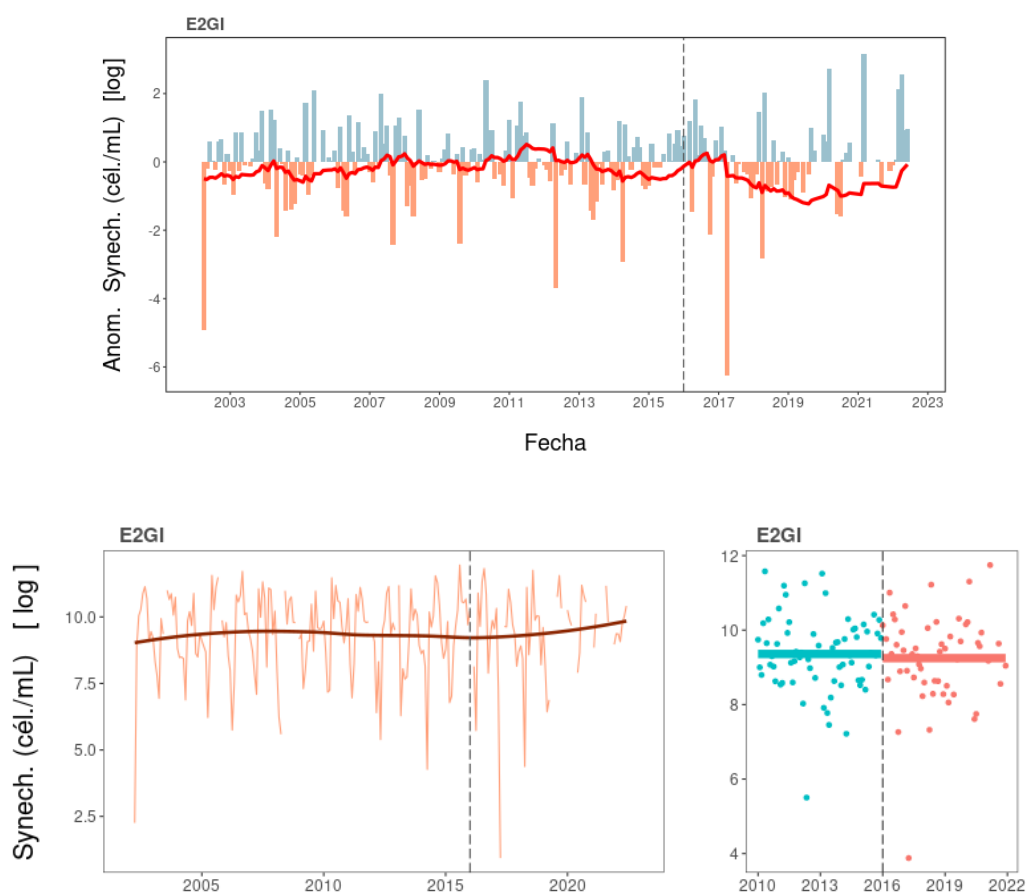 E2GI
Anom. Synech. (cél./mL) [log]
2
0
-2
-4
-6
2003 2005 2007 2009 2011 2013 2015 2017 2019 2021 2023
Fecha
E2GI
Synech. (cél./mL) [ log ]
10.0
7.5
5.0
2.5
2005 2010 2015 2020
E2GI
12
10
8
6
4
2010 2013 2016 2019 2022